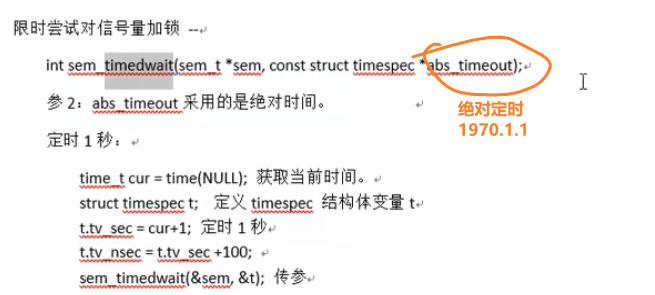 限时尝试对信号量加锁 --
int sem_timedwait(sem_t *sem, const struct timespec *abs_timeout);
参 2：abs_timeout 采用的是绝对时间。
绝对定时
1970.1.1
定时 1 秒：
time_t cur = time(NULL); 获取当前时间。
struct timespec t; 定义 timespec 结构体变量 t
t.tv_sec = cur+1; 定时 1 秒
t.tv_nsec = t.tv_sec +100;
sem_timedwait(&sem, &t); 传参